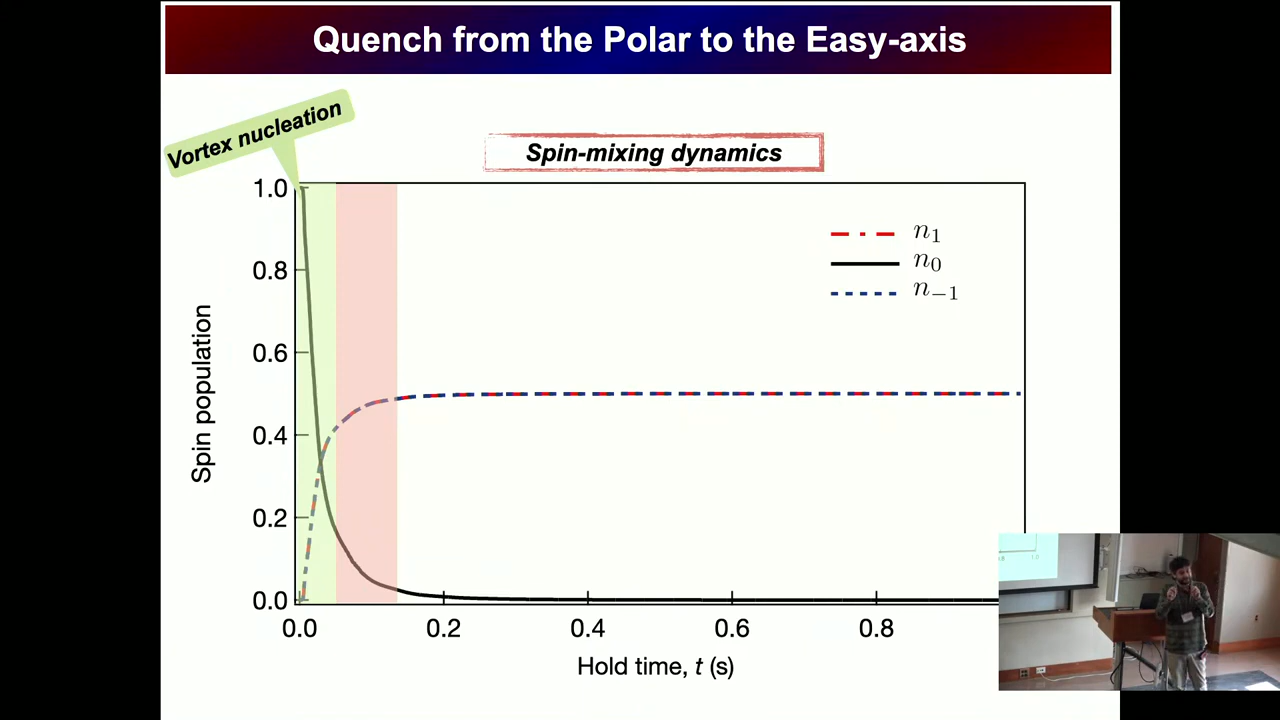 Quench from the Polar to the Easy-axis
Vortex nucleation
Spin-mixing dynamics
1.0
0.8
0.6
0.4
0.2
0.0
Spin population
n₁
n₀
n₋₁
0.0 0.2 0.4 0.6 0.8
Hold time, t (s)